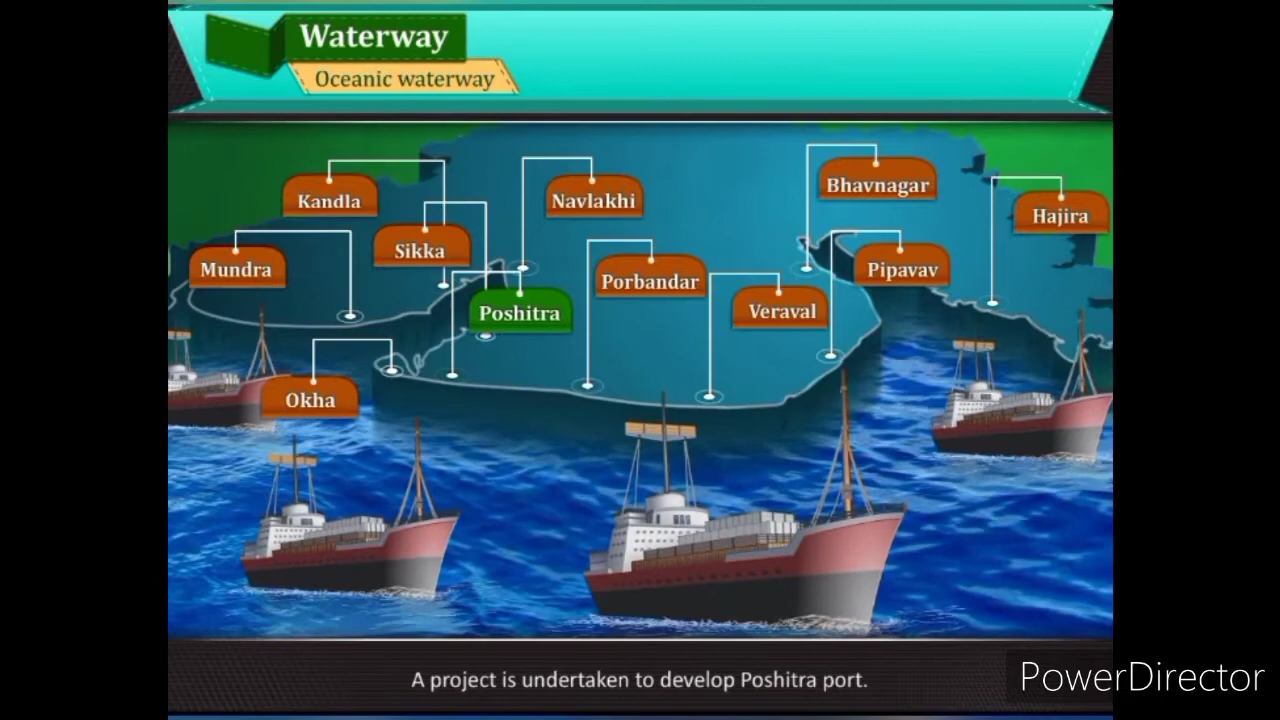 Waterway
Oceanic waterway
Kandla
Navlakhi
Bhavnagar
Hajira
Sikka
Mundra
Porbandar
Pipavav
Poshitra
Veraval
Okha
A project is undertaken to develop Poshitra port.
PowerDirector